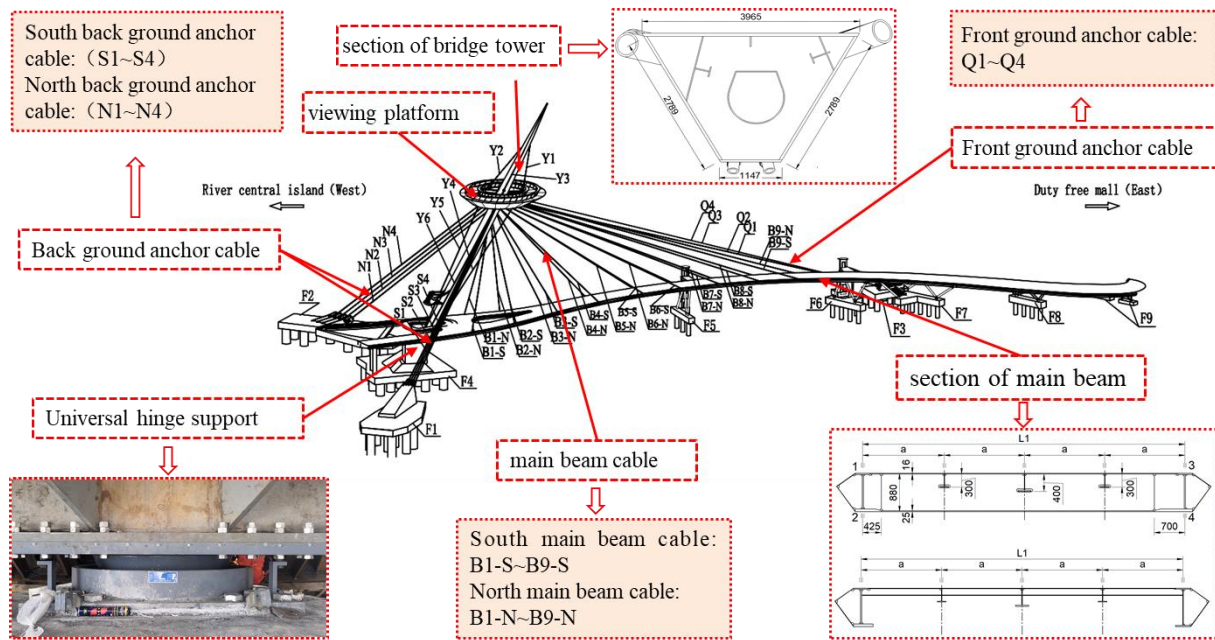 South back ground anchor
cable:（S1~S4）
North back ground anchor
cable:（N1~N4）
section of bridge tower
viewing platform
3965
2789
2789
1147
Front ground anchor cable:
Q1~Q4
Front ground anchor cable
River central island (West)
Duty free mall (East)
Back ground anchor cable
Y2
Y1
Y3
Y4
Y5
Y6
N4
N3
N2
N1
S4
S3
S2
S1
Q4
Q3
Q2
Q1
B9-N
B9-S
B8-S
B8-N
B7-S
B7-N
B6-S
B6-N
B5-S
B5-N
B4-S
B4-N
B3-S
B3-N
B2-S
B2-N
B1-N
B1-S
F2
F4
F1
F5
F6
F3
F7
F8
F9
Universal hinge support
main beam cable
section of main beam
South main beam cable:
B1-S~B9-S
North main beam cable:
B1-N~B9-N
L1
a a a a
1 16 3
880 300 400 300
2 25 4
425 700
L1
a a a a